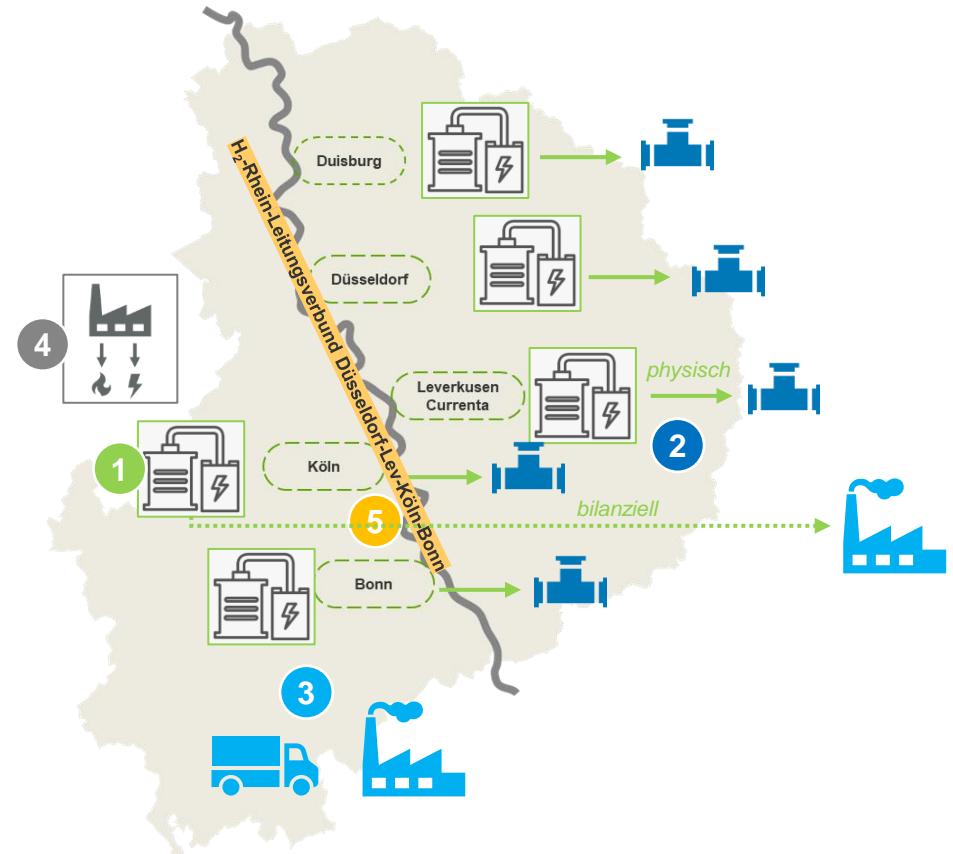 H₂-Rhein-Leitungsverbund Düsseldorf-Lev-Köln-Bonn
Duisburg
Düsseldorf
4
Leverkusen
Currenta
physisch
2
1
Köln
5
bilanziell
Bonn
3